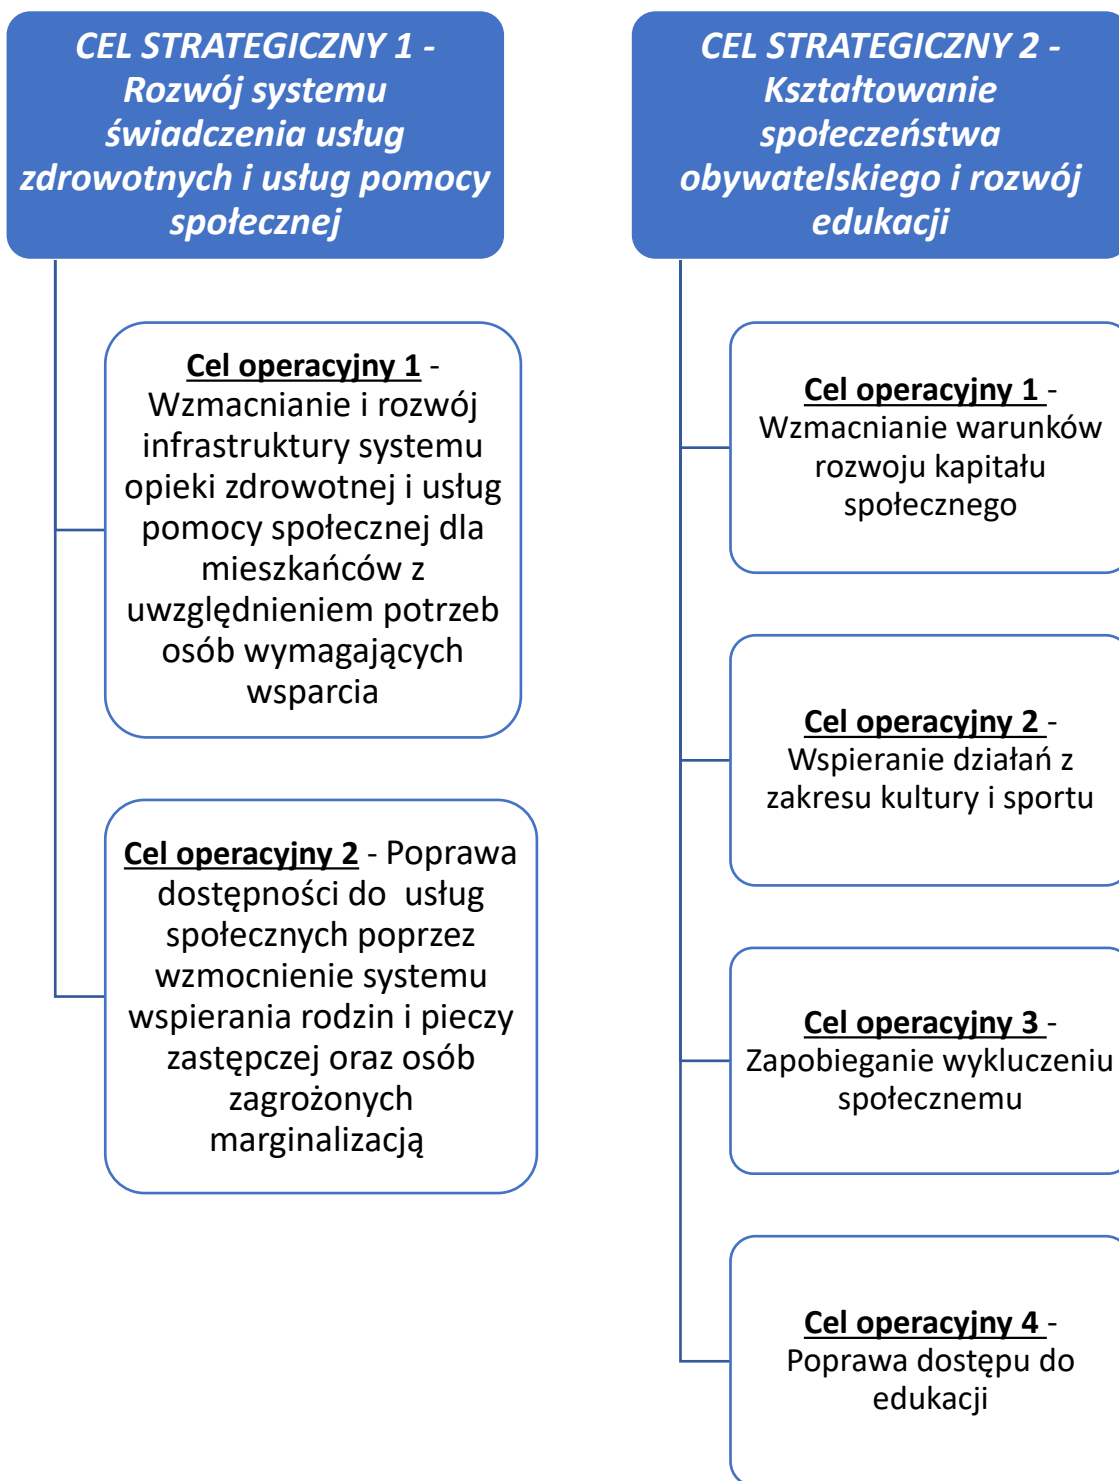 CEL STRATEGICZNY 1 -
Rozwój systemu
świadczenia usług
zdrowotnych i usług pomocy
społecznej
Cel operacyjny 1 -
Wzmacnianie i rozwój
infrastruktury systemu
opieki zdrowotnej i usług
pomocy społecznej dla
mieszkańców z
uwzględnieniem potrzeb
osób wymagających
wsparcia
Cel operacyjny 2 - Poprawa
dostępności do usług
społecznych poprzez
wzmocnienie systemu
wspierania rodzin i pieczy
zastępczej oraz osób
zagrożonych
marginalizacją
CEL STRATEGICZNY 2 -
Kształtowanie
społeczeństwa
obywatelskiego i rozwój
edukacji
Cel operacyjny 1 -
Wzmacnianie warunków
rozwoju kapitału
społecznego
Cel operacyjny 2 -
Wspieranie działań z
zakresu kultury i sportu
Cel operacyjny 3 -
Zapobieganie wykluczeniu
społecznemu
Cel operacyjny 4 -
Poprawa dostępu do
edukacji